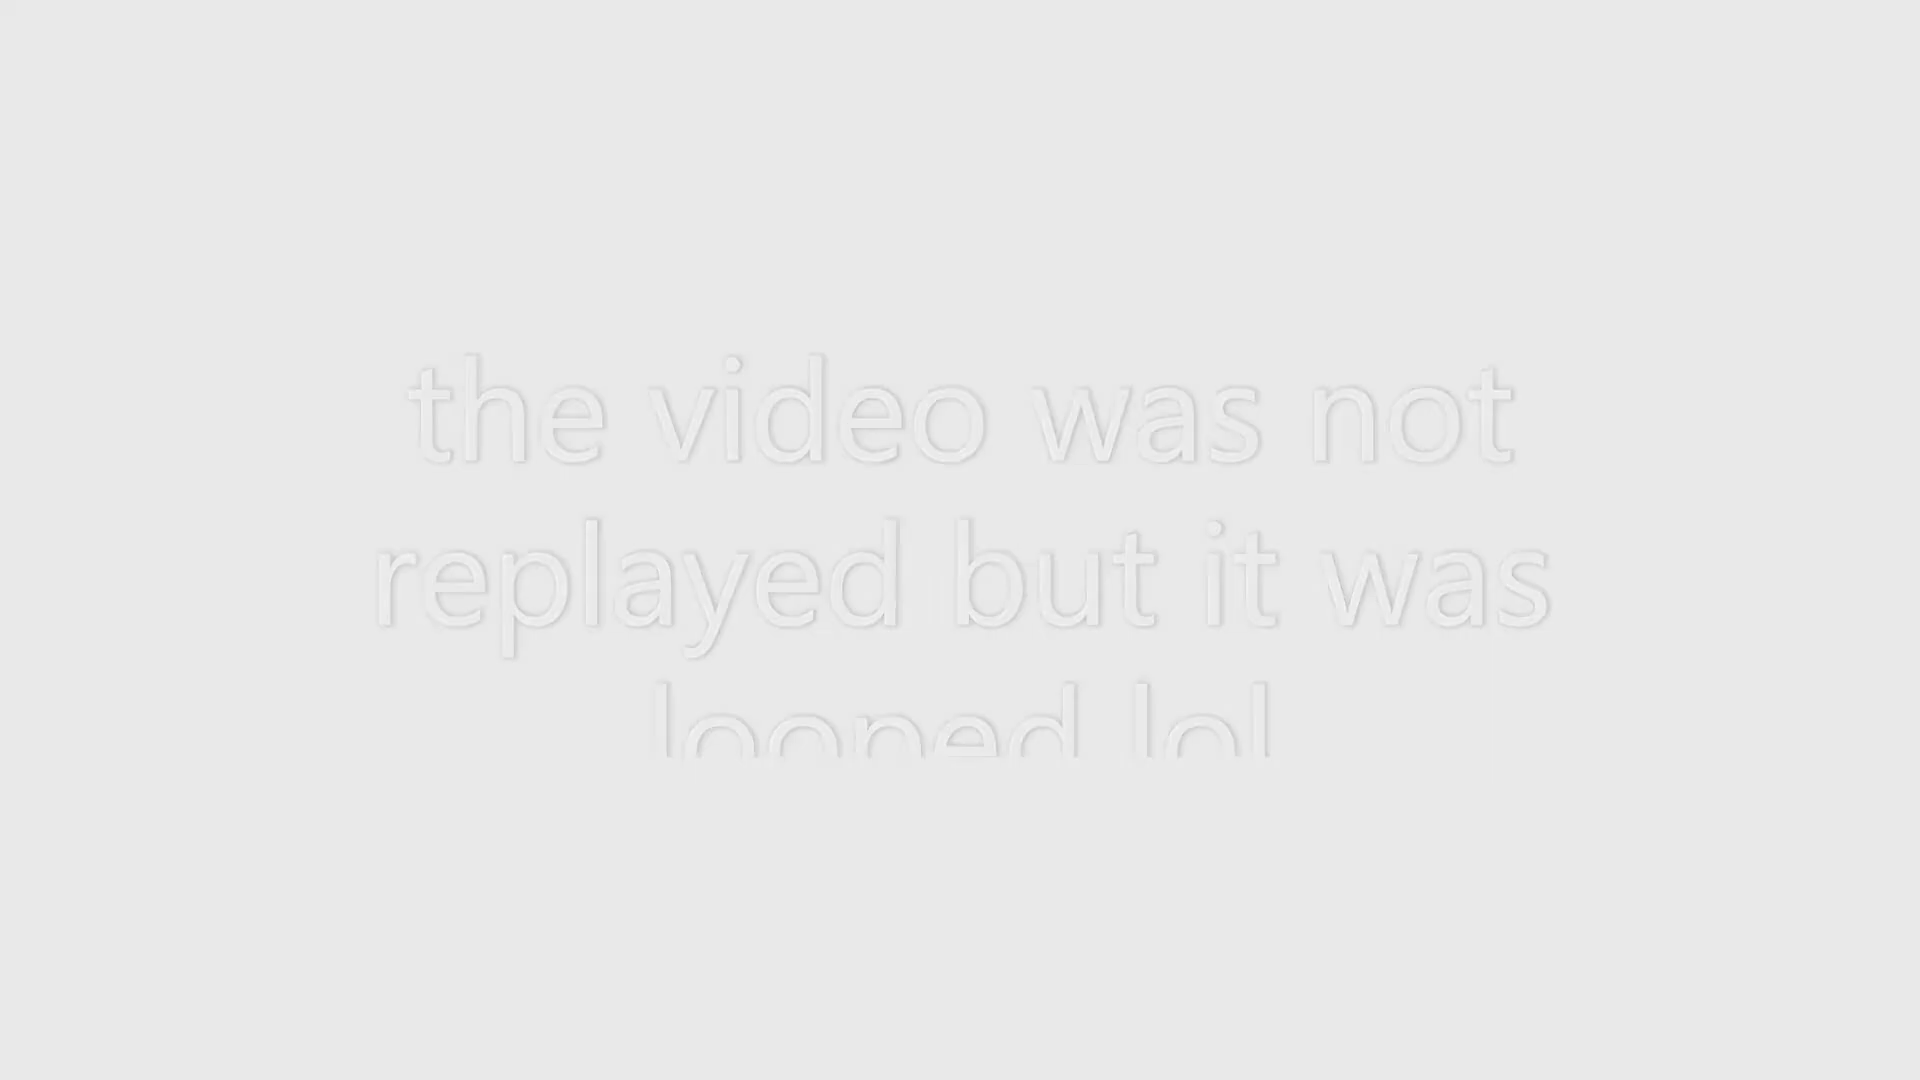 the video was not
replayed but it was
looped lol